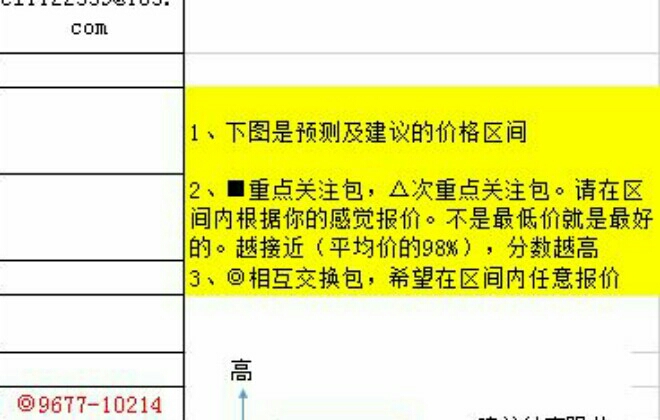 com
1、下图是预测及建议的价格区间
2、■重点关注包，△次重点关注包。请在区
间内根据你的感觉报价。不是最低价就是最好
的。越接近（平均价的98%），分数越高
3、◎相互交换包，希望在区间内任意报价
高
◎9677-10214